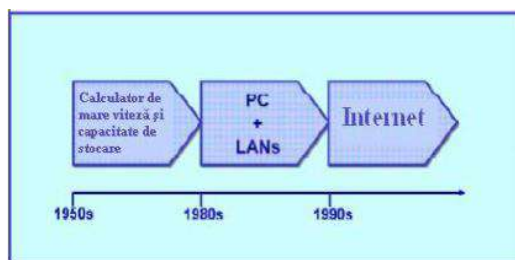 Calculator de
mare viteză și
capacitate de
stocare
PC
+
LANs
Internet
1950s
1980s
1990s